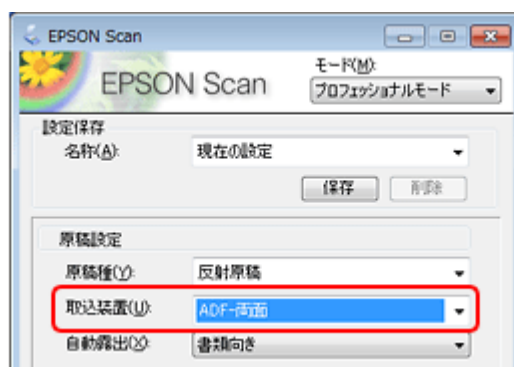 EPSON Scan
EPSON Scan
モード(M):
プロフェッショナルモード
設定保存
名称(A):
現在の設定
保存
削除
原稿設定
原稿種(Y):
反射原稿
取込装置(U):
ADF-両面
自動露出(X):
書類向き